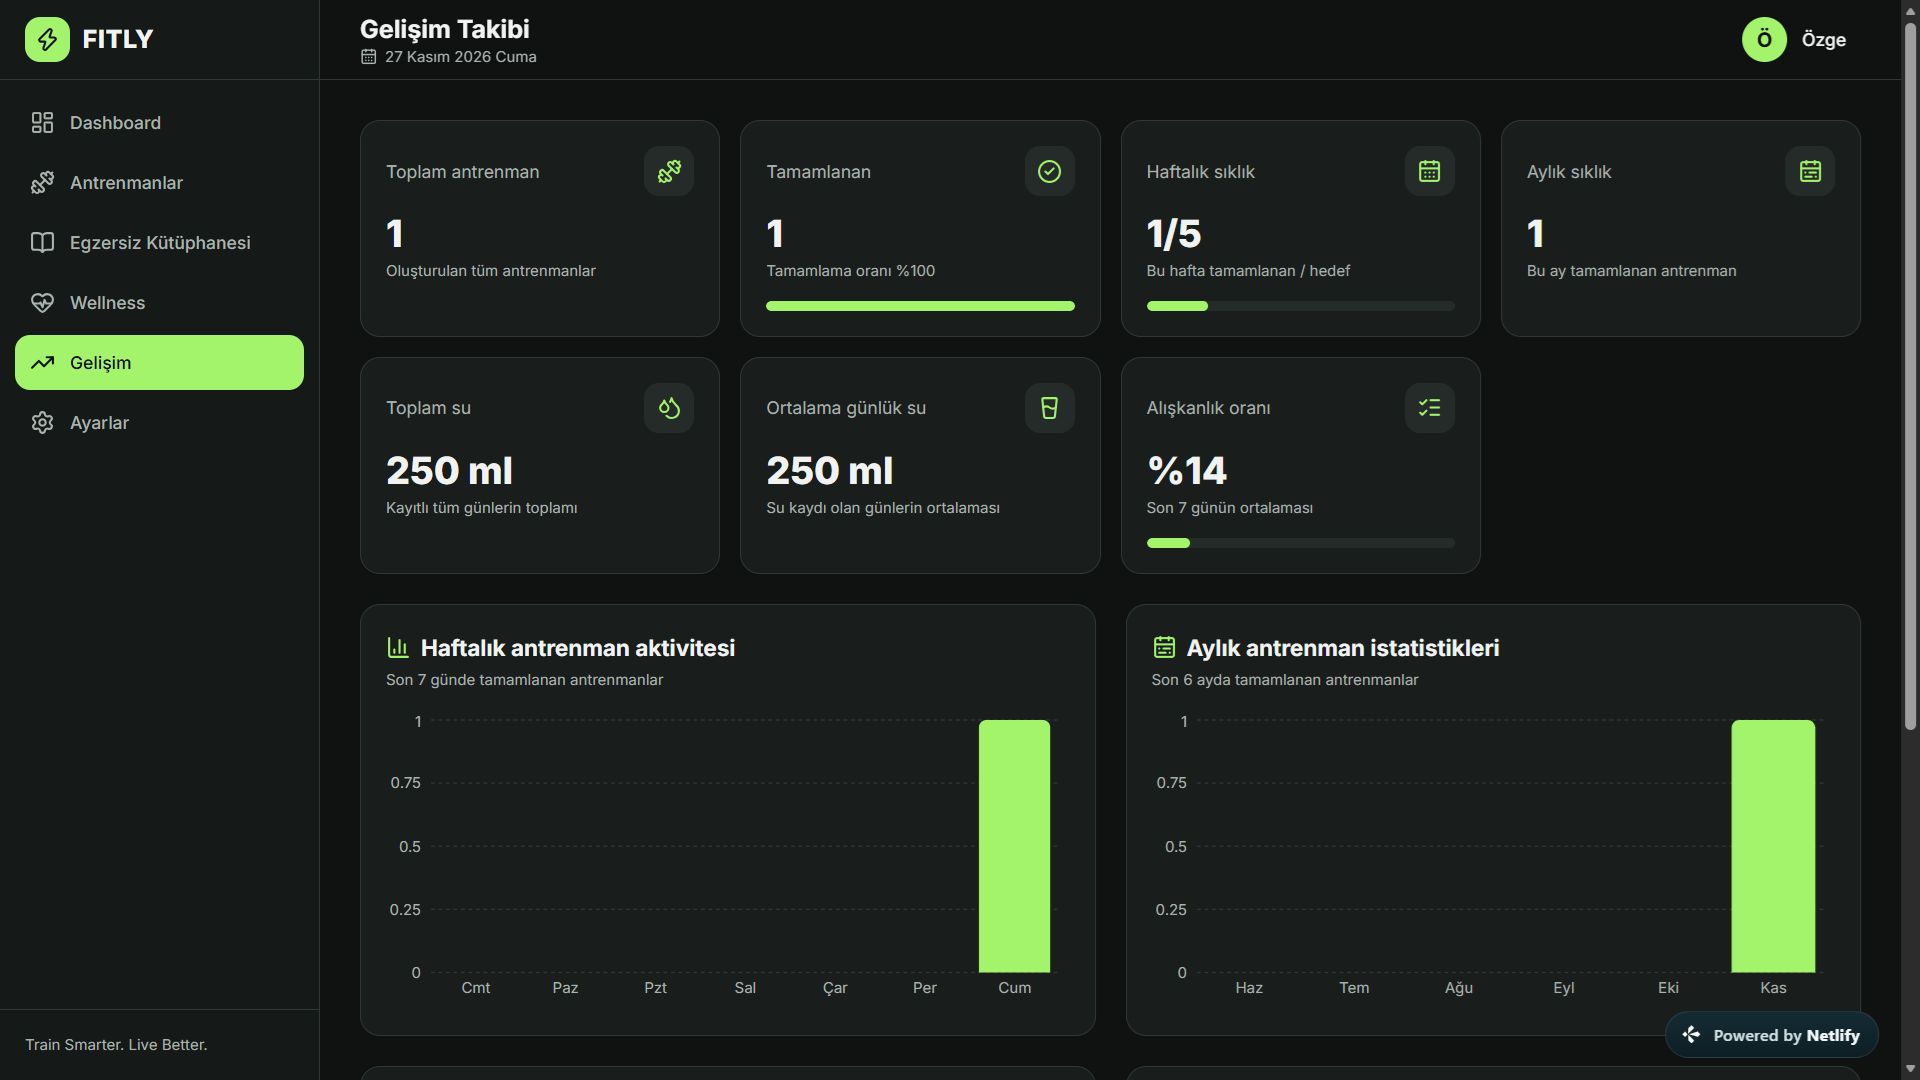 FITLY
Dashboard
Antrenmanlar
Egzersiz Kütüphanesi
Wellness
Gelişim
Ayarlar
Train Smarter. Live Better.
Gelişim Takibi
27 Kasım 2026 Cuma
Ö
Özge
Toplam antrenman
1
Oluşturulan tüm antrenmanlar
Tamamlanan
1
Tamamlama oranı %100
Haftalık sıklık
1/5
Bu hafta tamamlanan / hedef
Aylık sıklık
1
Bu ay tamamlanan antrenman
Toplam su
250 ml
Kayıtlı tüm günlerin toplamı
Ortalama günlük su
250 ml
Su kaydı olan günlerin ortalaması
Alışkanlık oranı
%14
Son 7 günün ortalaması
Haftalık antrenman aktivitesi
Son 7 günde tamamlanan antrenmanlar
1
0.75
0.5
0.25
0
Cmt Paz Pzt Sal Çar Per Cum
Aylık antrenman istatistikleri
Son 6 ayda tamamlanan antrenmanlar
1
0.75
0.5
0.25
0
Haz Tem Ağu Eyl Eki Kas
Powered by Netlify